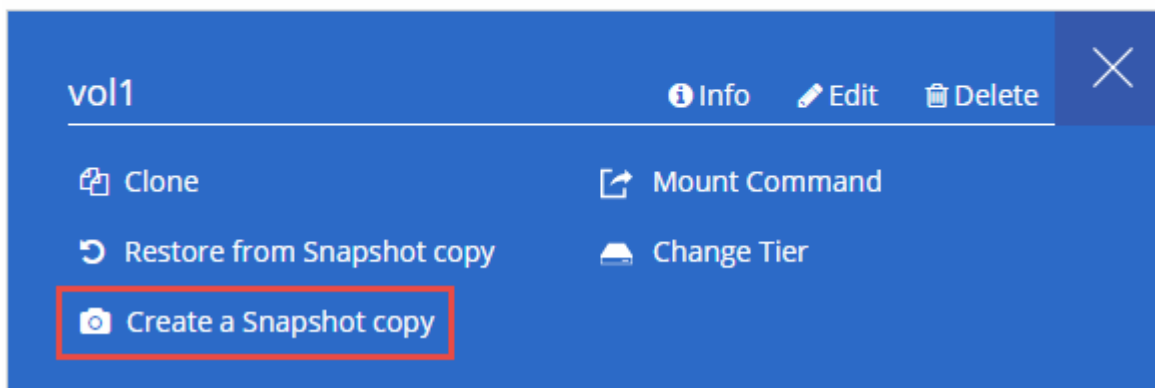 vol1 Info Edit Delete
Clone Mount Command
Restore from Snapshot copy Change Tier
Create a Snapshot copy